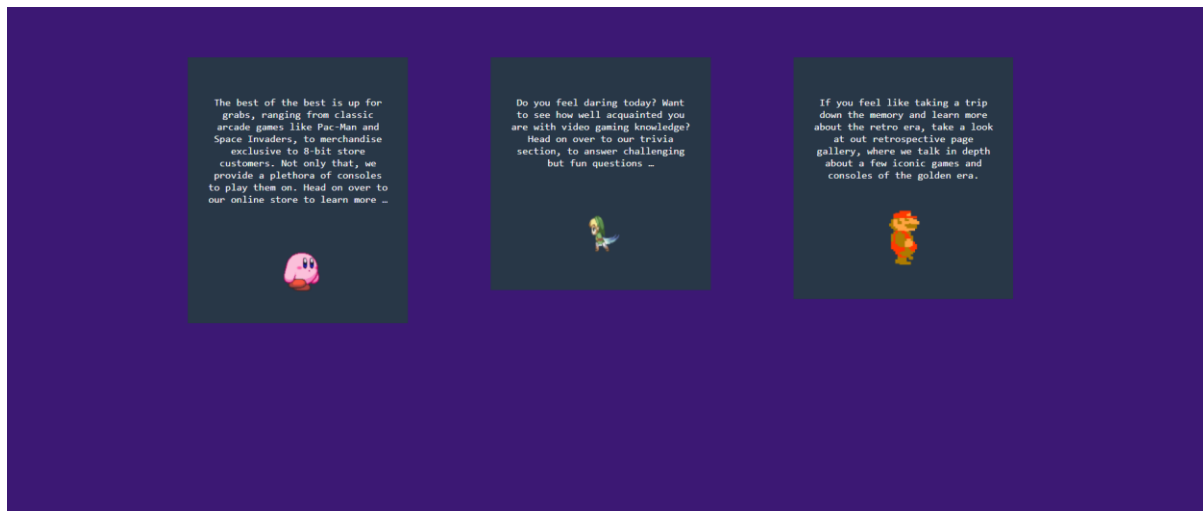 The best of the best is up for
grabs, ranging from classic
arcade games like Pac-Man and
Space Invaders, to merchandise
exclusive to 8-bit store
customers. Not only that, we
provide a plethora of consoles
to play them on. Head on over to
our online store to learn more …
Do you feel daring today? Want
to see how well acquainted you
are with video gaming knowledge?
Head on over to our trivia
section, to answer challenging
but fun questions …
If you feel like taking a trip
down the memory and learn more
about the retro era, take a look
at out retrospective page
gallery, where we talk in depth
about a few iconic games and
consoles of the golden era.